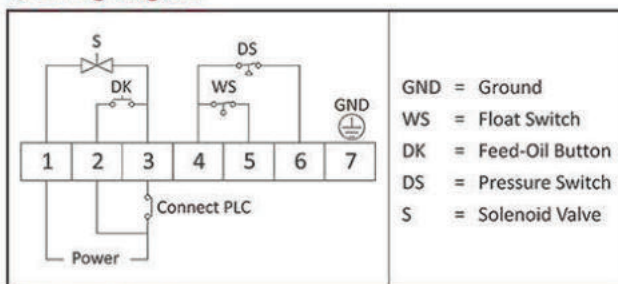 S
DK
DS
WS
GND
1 2 3 4 5 6 7
Connect PLC
Power
GND = Ground
WS = Float Switch
DK = Feed-Oil Button
DS = Pressure Switch
S = Solenoid Valve